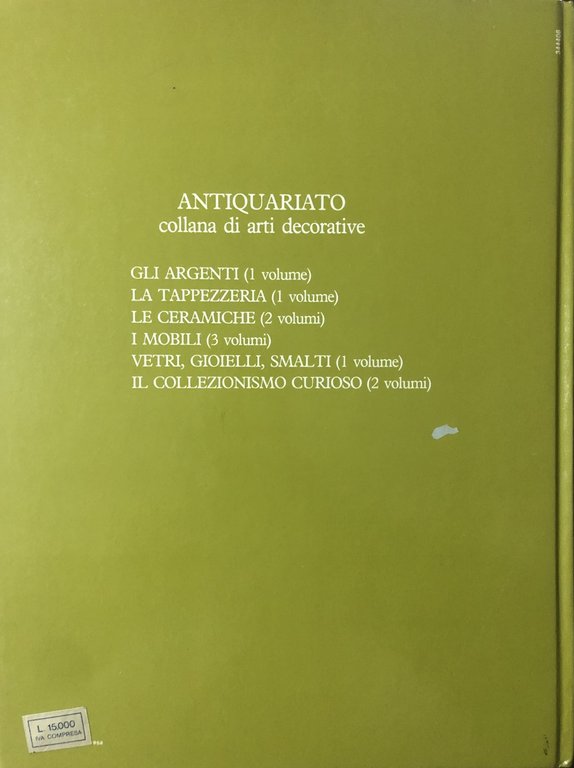 ANTIQUARIATO
collana di arti decorative
GLI ARGENTI (1 volume)
LA TAPPEZZERIA (1 volume)
LE CERAMICHE (2 volumi)
I MOBILI (3 volumi)
VETRI, GIOIELLI, SMALTI (1 volume)
IL COLLEZIONISMO CURIOSO (2 volumi)
L. 15.000
IVA COMPRESA